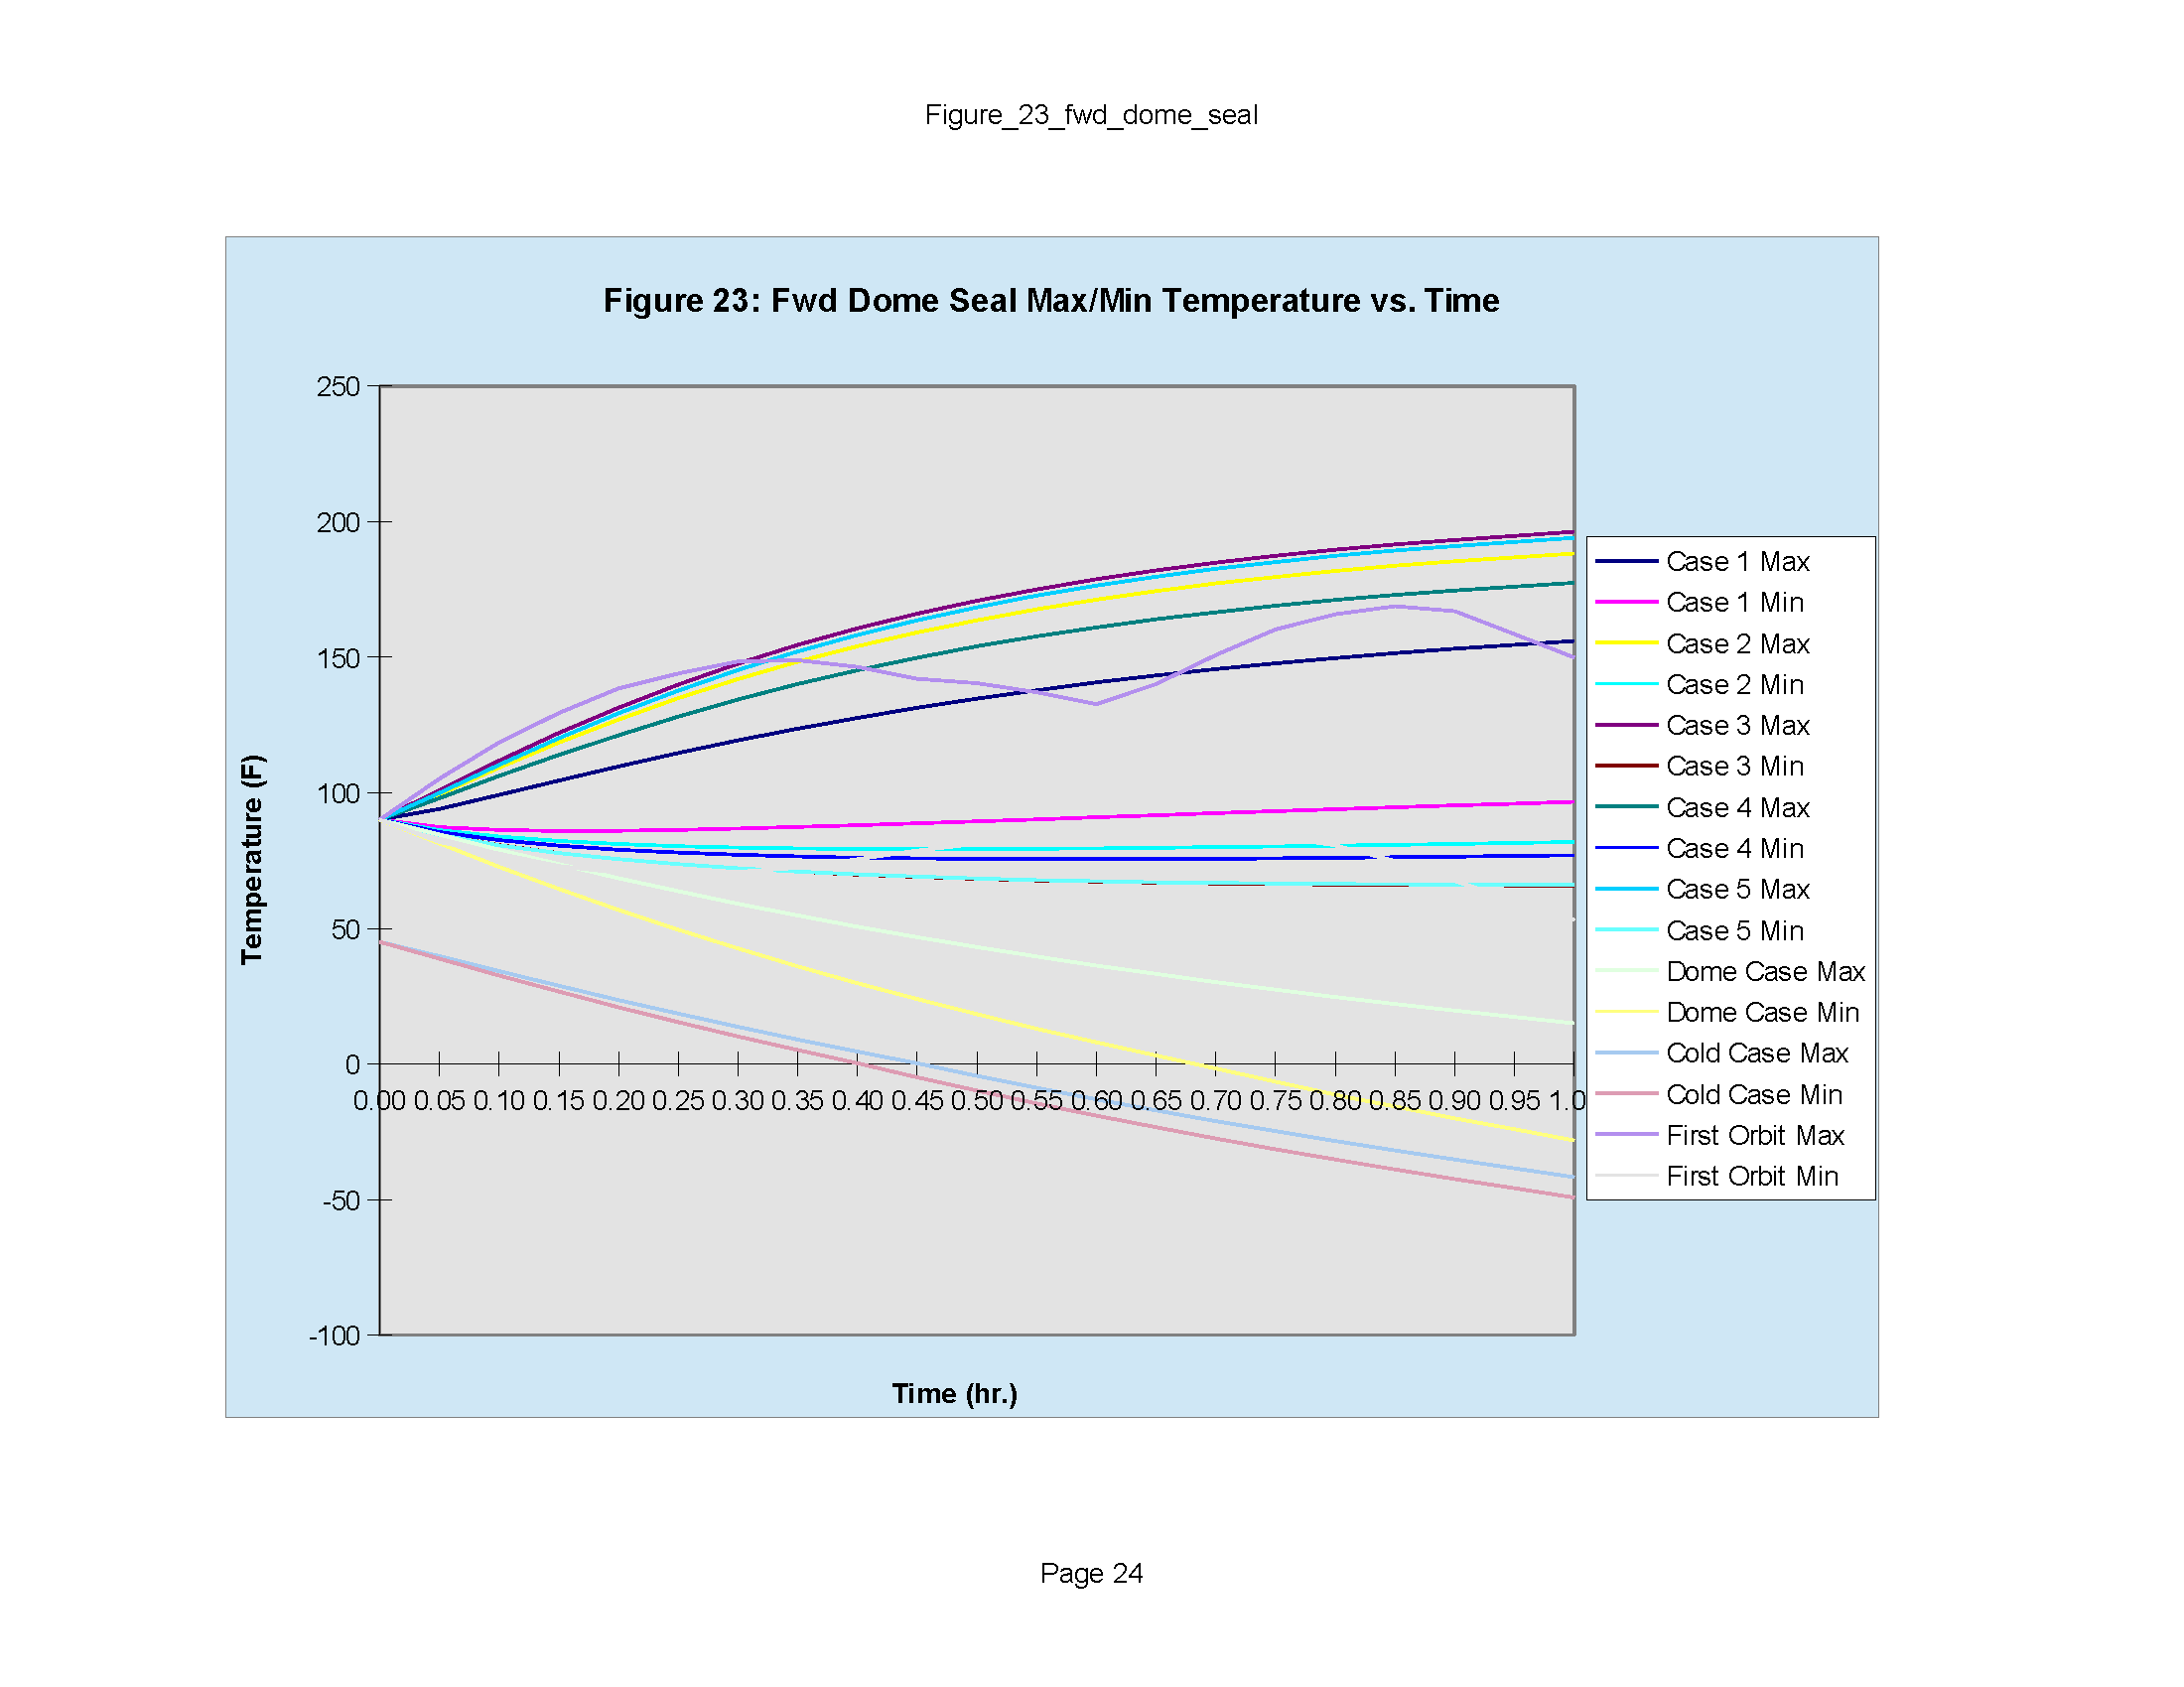 Figure_23_fwd_dome_seal
Figure 23: Fwd Dome Seal Max/Min Temperature vs. Time
250
200
150
100
50
0
-50
-100
Temperature (F)
0.00 0.05 0.10 0.15 0.20 0.25 0.30 0.35 0.40 0.45 0.50 0.55 0.60 0.65 0.70 0.75 0.80 0.85 0.90 0.95 1.0
Time (hr.)
Case 1 Max
Case 1 Min
Case 2 Max
Case 2 Min
Case 3 Max
Case 3 Min
Case 4 Max
Case 4 Min
Case 5 Max
Case 5 Min
Dome Case Max
Dome Case Min
Cold Case Max
Cold Case Min
First Orbit Max
First Orbit Min
Page 24